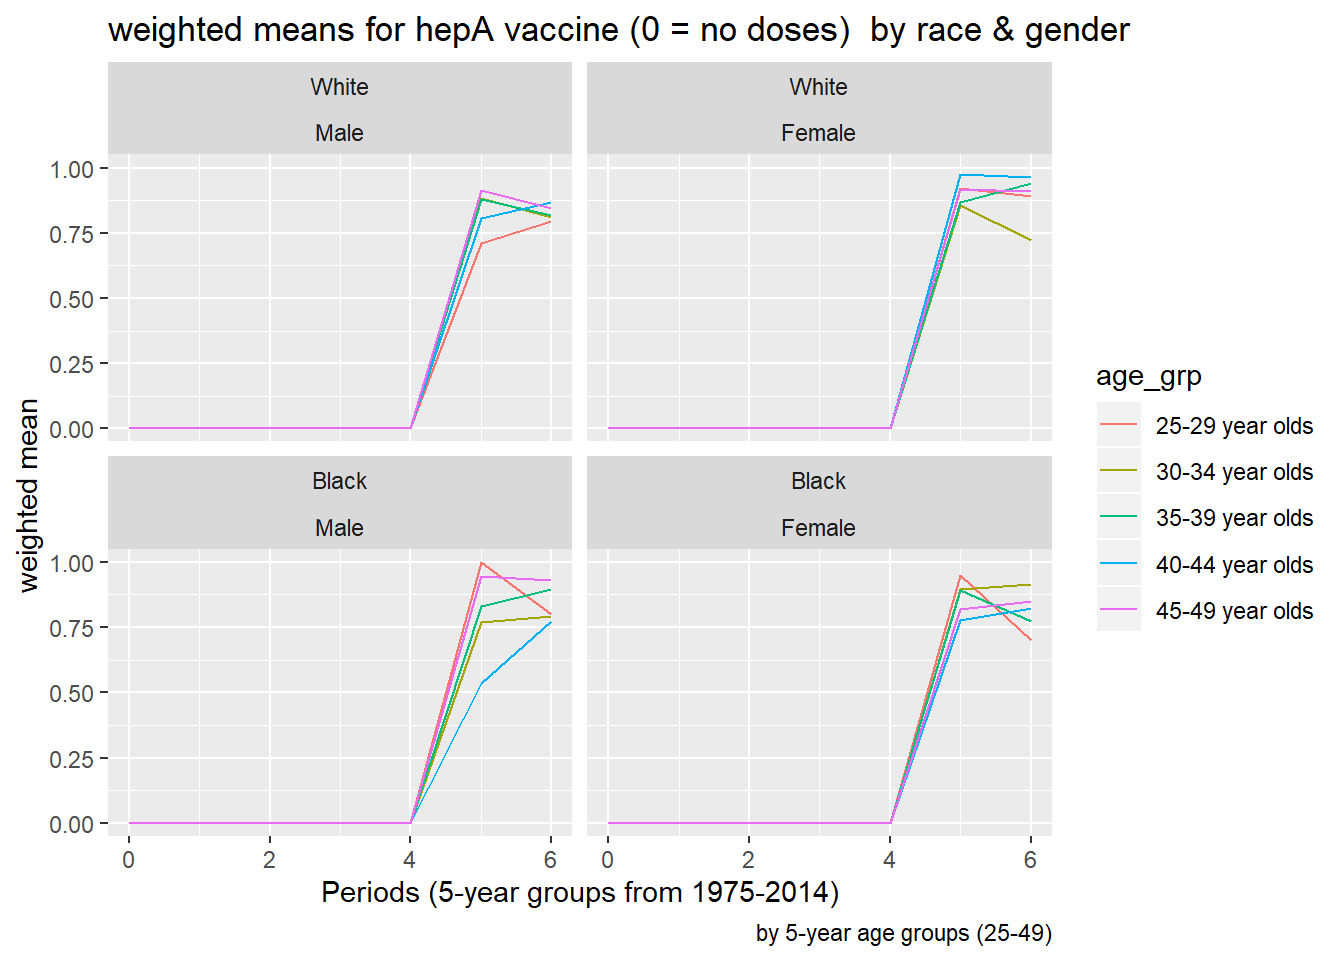 weighted means for hepA vaccine (0 = no doses)  by race & gender
White
Male
White
Female
1.00
0.75
0.50
0.25
0.00
Black
Male
Black
Female
1.00
0.75
0.50
0.25
0.00
weighted mean
0 2 4 6
0 2 4 6
Periods (5-year groups from 1975-2014)
by 5-year age groups (25-49)
age_grp
25-29 year olds
30-34 year olds
35-39 year olds
40-44 year olds
45-49 year olds